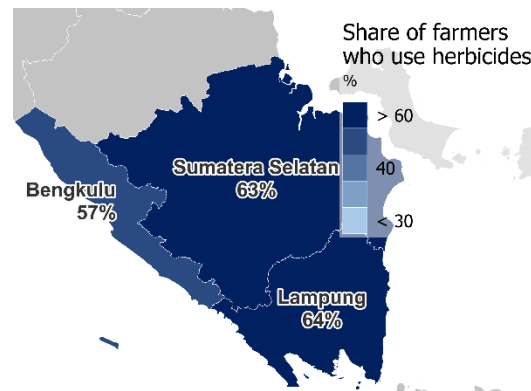 Share of farmers
who use herbicides
%
> 60
40
< 30
Sumatera Selatan
63%
Bengkulu
57%
Lampung
64%